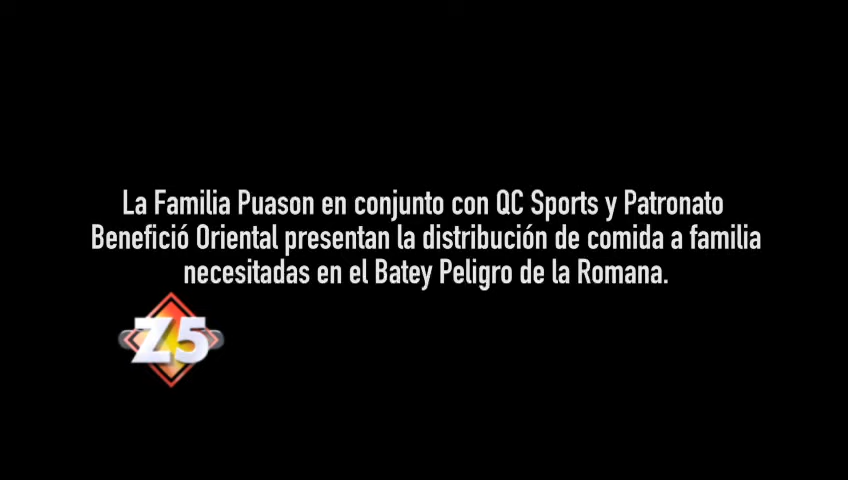 La Familia Puason en conjunto con QC Sports y Patronato
Benefició Oriental presentan la distribución de comida a familia
necesitadas en el Batey Peligro de la Romana.
Z5